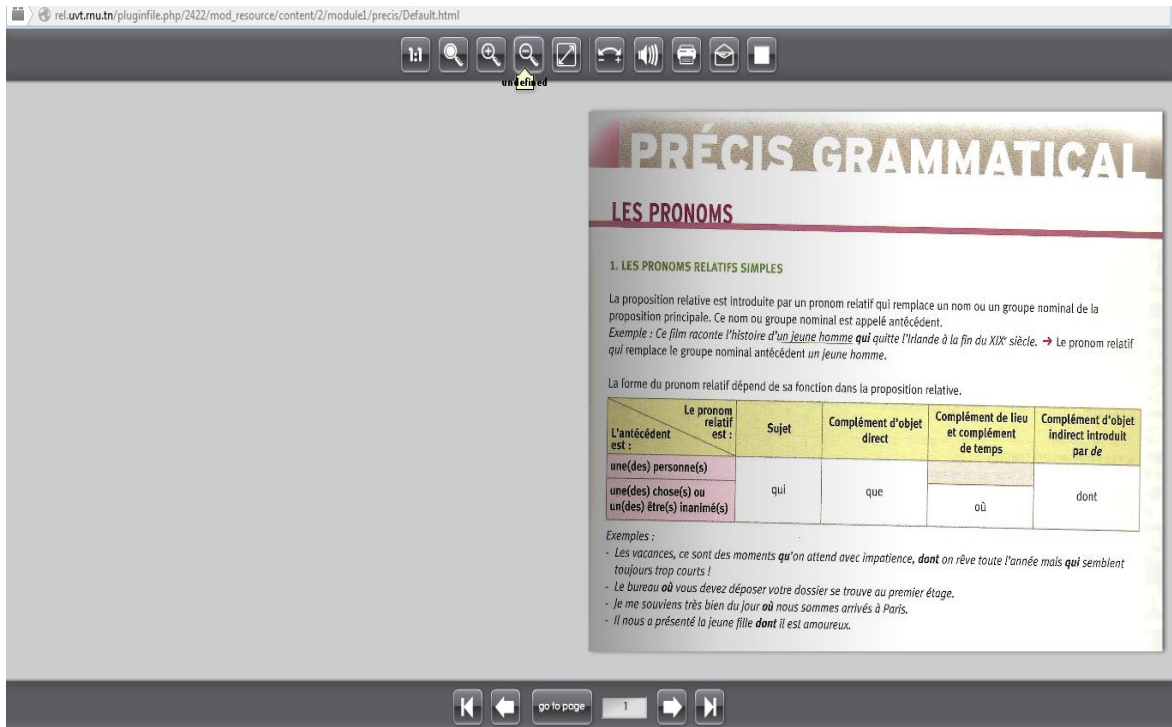 rel.uvt.rnu.tn/pluginfile.php/2422/mod_resource/content/2/module1/precis/Default.html
1:1
undefined
PRÉCIS GRAMMATICAL
LES PRONOMS
1. LES PRONOMS RELATIFS SIMPLES
La proposition relative est introduite par un pronom relatif qui remplace un nom ou un groupe nominal de la
proposition principale. Ce nom ou groupe nominal est appelé antécédent.
Exemple : Ce film raconte l'histoire d'un jeune homme qui quitte l'Irlande à la fin du XIXe siècle. → Le pronom relatif
qui remplace le groupe nominal antécédent un jeune homme.
La forme du pronom relatif dépend de sa fonction dans la proposition relative.
Le pronom
relatif
est :
L'antécédent
est :
Sujet
Complément d'objet
direct
Complément de lieu
et complément
de temps
Complément d'objet
indirect introduit
par de
une(des) personne(s)
une(des) chose(s) ou
un(des) être(s) inanimé(s)
qui
que
où
dont
Exemples :
- Les vacances, ce sont des moments qu'on attend avec impatience, dont on rêve toute l'année mais qui semblent
toujours trop courts !
- Le bureau où vous devez déposer votre dossier se trouve au premier étage.
- Je me souviens très bien du jour où nous sommes arrivés à Paris.
- Il nous a présenté la jeune fille dont il est amoureux.
go to page
1